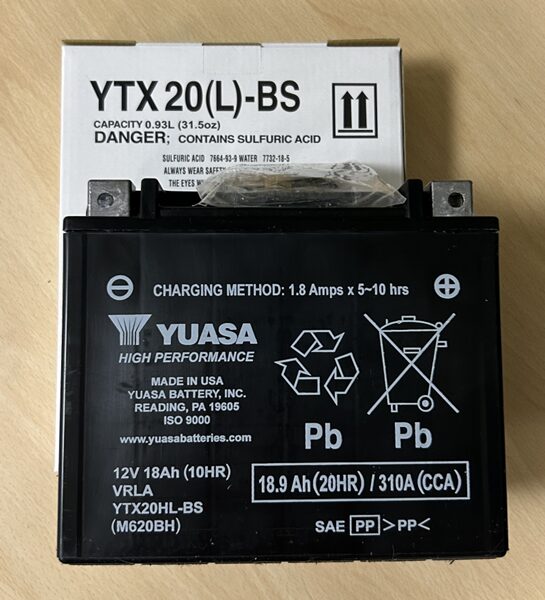 YTX20(L)-BS
CAPACITY 0.93L (31.5oz)
DANGER; CONTAINS SULFURIC ACID
SULFURIC ACID 7664-93-9 WATER 7732-18-5
ALWAYS WEAR SAFETY
THE EYES
⊖ CHARGING METHOD: 1.8 Amps x 5~10 hrs ⊕
YUASA
HIGH PERFORMANCE
MADE IN USA
YUASA BATTERY, INC.
READING, PA 19605
ISO 9000
www.yuasabatteries.com
Pb Pb
12V 18Ah (10HR)
VRLA
YTX20HL-BS
(M620BH)
18.9 Ah (20HR) / 310A (CCA)
SAE PP >PP<